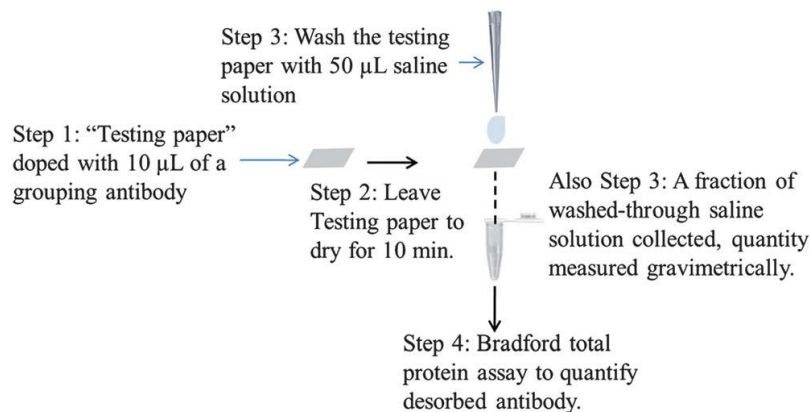 Step 3: Wash the testing
paper with 50 µL saline
solution
Step 1: “Testing paper”
doped with 10 µL of a
grouping antibody
Step 2: Leave
Testing paper to
dry for 10 min.
Also Step 3: A fraction of
washed-through saline
solution collected, quantity
measured gravimetrically.
Step 4: Bradford total
protein assay to quantify
desorbed antibody.